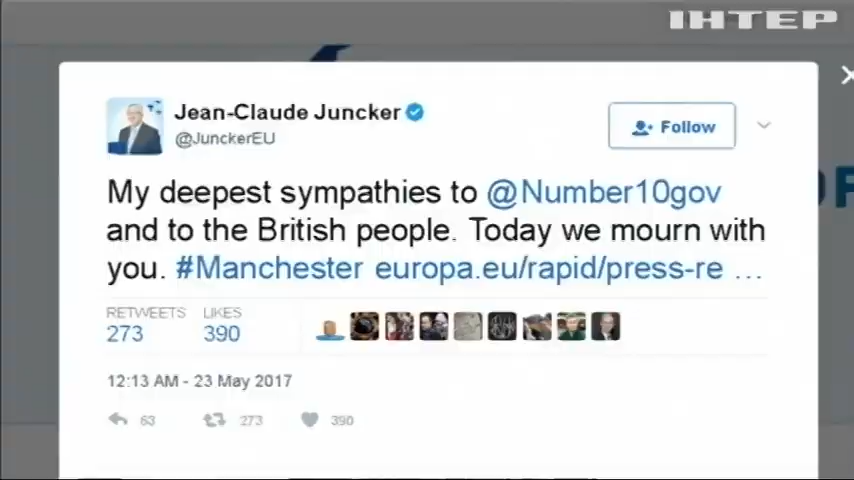 ІНТЕР
Jean-Claude Juncker
@JunckerEU
Follow
My deepest sympathies to @Number10gov
and to the British people. Today we mourn with
you. #Manchester europa.eu/rapid/press-re …
RETWEETS LIKES
273 390
12:13 AM - 23 May 2017
63 273 390